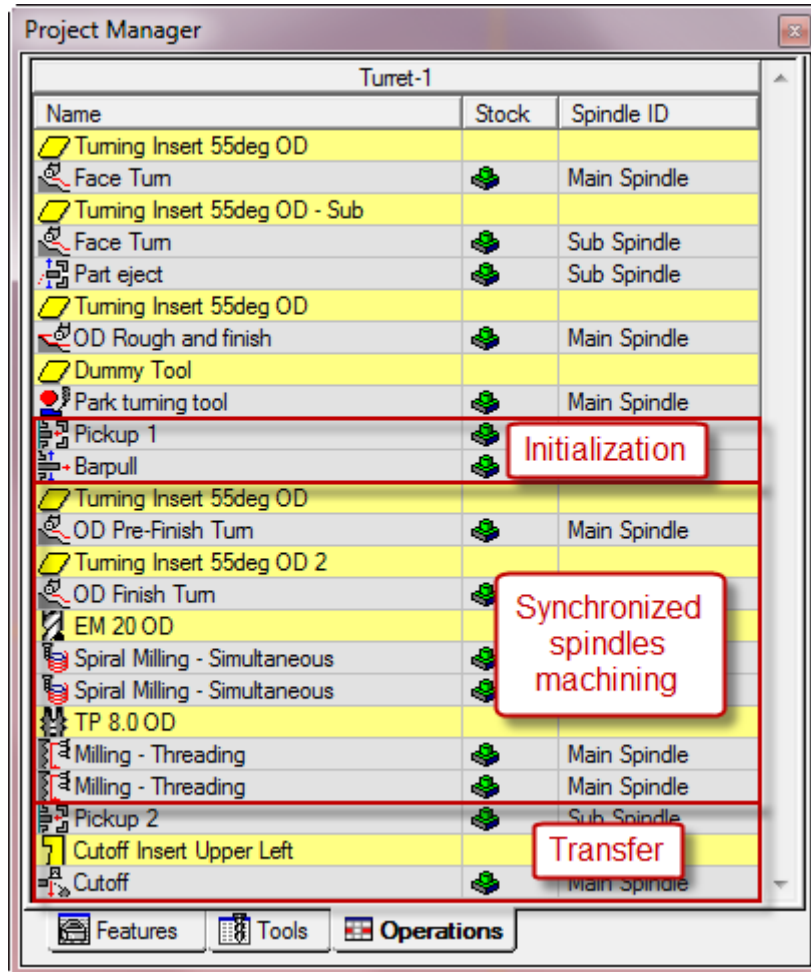 Project Manager
Turret-1
Name Stock Spindle ID
Turning Insert 55deg OD
Face Turn Main Spindle
Turning Insert 55deg OD - Sub
Face Turn Sub Spindle
Part eject Sub Spindle
Turning Insert 55deg OD
OD Rough and finish Main Spindle
Dummy Tool
Park turning tool Main Spindle
Pickup 1
Initialization
Barpull
Turning Insert 55deg OD
OD Pre-Finish Turn Main Spindle
Turning Insert 55deg OD 2
OD Finish Turn
Synchronized
spindles
machining
EM 20 OD
Spiral Milling - Simultaneous
Spiral Milling - Simultaneous
TP 8.0 OD
Milling - Threading Main Spindle
Milling - Threading Main Spindle
Pickup 2 Sub Spindle
Cutoff Insert Upper Left
Transfer
Cutoff Main Spindle
Features Tools Operations